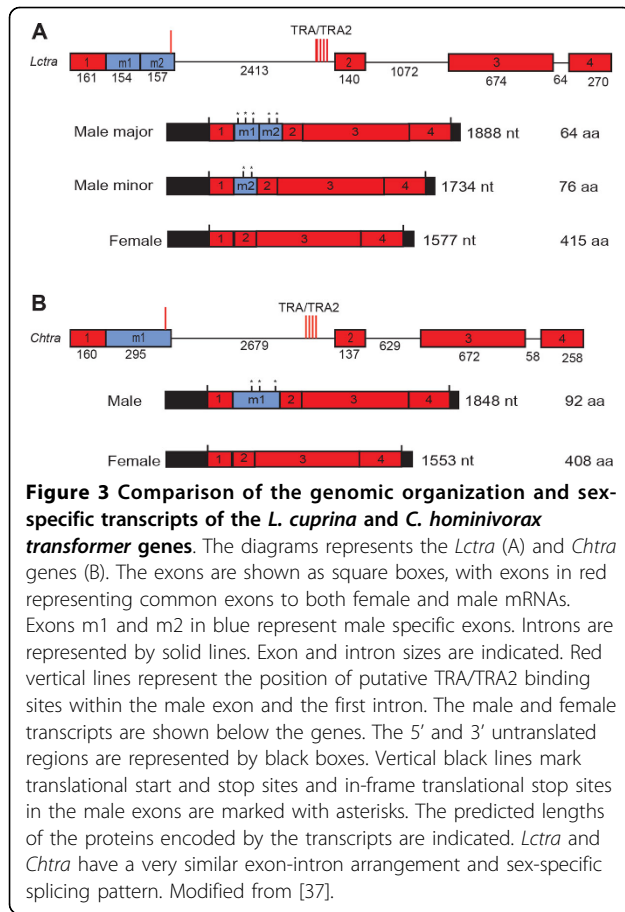 A
TRA/TRA2
Lctra
1 m1 m2 2 3 4
161 154 157 2413 140 1072 674 64 270
Male major 1 m1 m2 2 3 4 1888 nt 64 aa
Male minor 1 m2 2 3 4 1734 nt 76 aa
Female 1 2 3 4 1577 nt 415 aa
B
TRA/TRA2
Chtra
1 m1 2 3 4
160 295 2679 137 629 672 58 258
Male 1 m1 2 3 4 1848 nt 92 aa
Female 1 2 3 4 1553 nt 408 aa
Figure 3 Comparison of the genomic organization and sex-
specific transcripts of the L. cuprina and C. hominivorax
transformer genes. The diagrams represents the Lctra (A) and Chtra
genes (B). The exons are shown as square boxes, with exons in red
representing common exons to both female and male mRNAs.
Exons m1 and m2 in blue represent male specific exons. Introns are
represented by solid lines. Exon and intron sizes are indicated. Red
vertical lines represent the position of putative TRA/TRA2 binding
sites within the male exon and the first intron. The male and female
transcripts are shown below the genes. The 5’ and 3’ untranslated
regions are represented by black boxes. Vertical black lines mark
translational start and stop sites and in-frame translational stop sites
in the male exons are marked with asterisks. The predicted lengths
of the proteins encoded by the transcripts are indicated. Lctra and
Chtra have a very similar exon-intron arrangement and sex-specific
splicing pattern. Modified from [37].